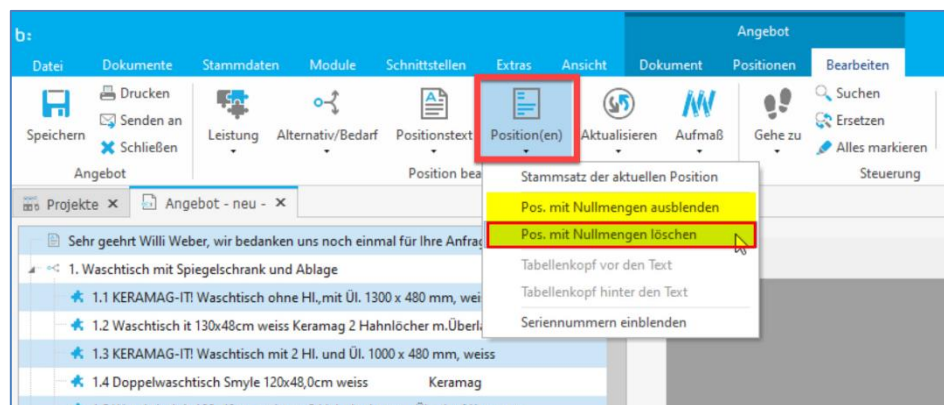 b:
Angebot
Datei Dokumente Stammdaten Module Schnittstellen Extras Ansicht Dokument Positionen Bearbeiten
Speichern
Drucken
Senden an
Schließen
Leistung Alternativ/Bedarf Positionstext Position(en) Aktualisieren Aufmaß Gehe zu
Suchen
Ersetzen
Alles markieren
Angebot Position bea Steuerung
Stammsatz der aktuellen Position
Pos. mit Nullmengen ausblenden
Pos. mit Nullmengen löschen
Tabellenkopf vor den Text
Tabellenkopf hinter den Text
Seriennummern einblenden
Projekte Angebot - neu -
Sehr geehrt Willi Weber, wir bedanken uns noch einmal für Ihre Anfrag
1. Waschtisch mit Spiegelschrank und Ablage
1.1 KERAMAG-IT! Waschtisch ohne Hl.,mit Ül. 1300 x 480 mm, wei
1.2 Waschtisch it 130x48cm weiss Keramag 2 Hahnlöcher m.Überl
1.3 KERAMAG-IT! Waschtisch mit 2 Hl. und Ül. 1000 x 480 mm, weiss
1.4 Doppelwaschtisch Smyle 120x48,0cm weiss Keramag